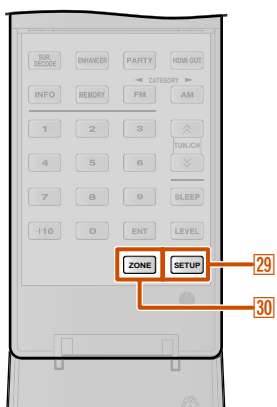 SUR. DECODE ENHANCER PARTY HDMI OUT
CATEGORY
INFO MEMORY FM AM
1 2 3
TUN./CH
4 5 6
7 8 9 SLEEP
+10 0 ENT LEVEL
ZONE SETUP 29
30